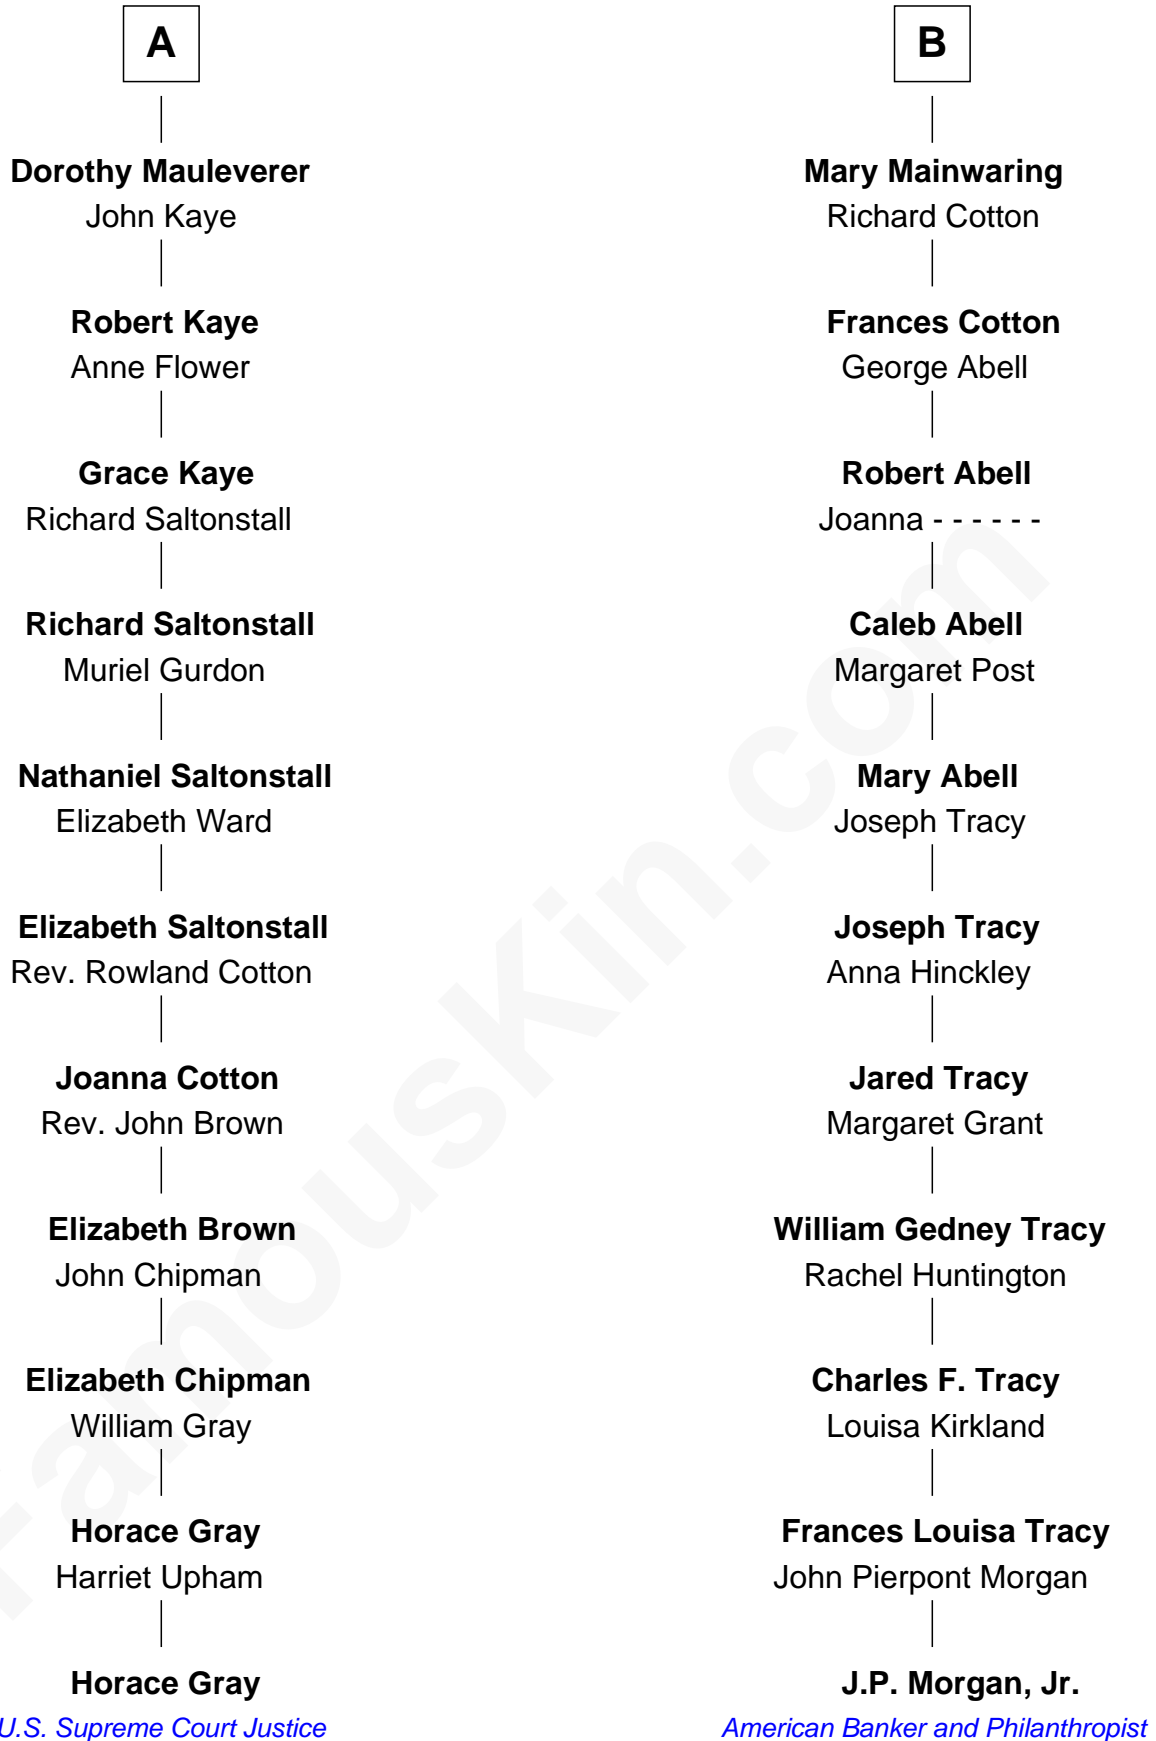 A
Dorothy Mauleverer
John Kaye
Robert Kaye
Anne Flower
Grace Kaye
Richard Saltonstall
Richard Saltonstall
Muriel Gurdon
Nathaniel Saltonstall
Elizabeth Ward
Elizabeth Saltonstall
Rev. Rowland Cotton
Joanna Cotton
Rev. John Brown
Elizabeth Brown
John Chipman
Elizabeth Chipman
William Gray
Horace Gray
Harriet Upham
Horace Gray
U.S. Supreme Court Justice
B
Mary Mainwaring
Richard Cotton
Frances Cotton
George Abell
Robert Abell
Joanna - - - - - -
Caleb Abell
Margaret Post
Mary Abell
Joseph Tracy
Joseph Tracy
Anna Hinckley
Jared Tracy
Margaret Grant
William Gedney Tracy
Rachel Huntington
Charles F. Tracy
Louisa Kirkland
Frances Louisa Tracy
John Pierpont Morgan
J.P. Morgan, Jr.
American Banker and Philanthropist
FamousKin.com